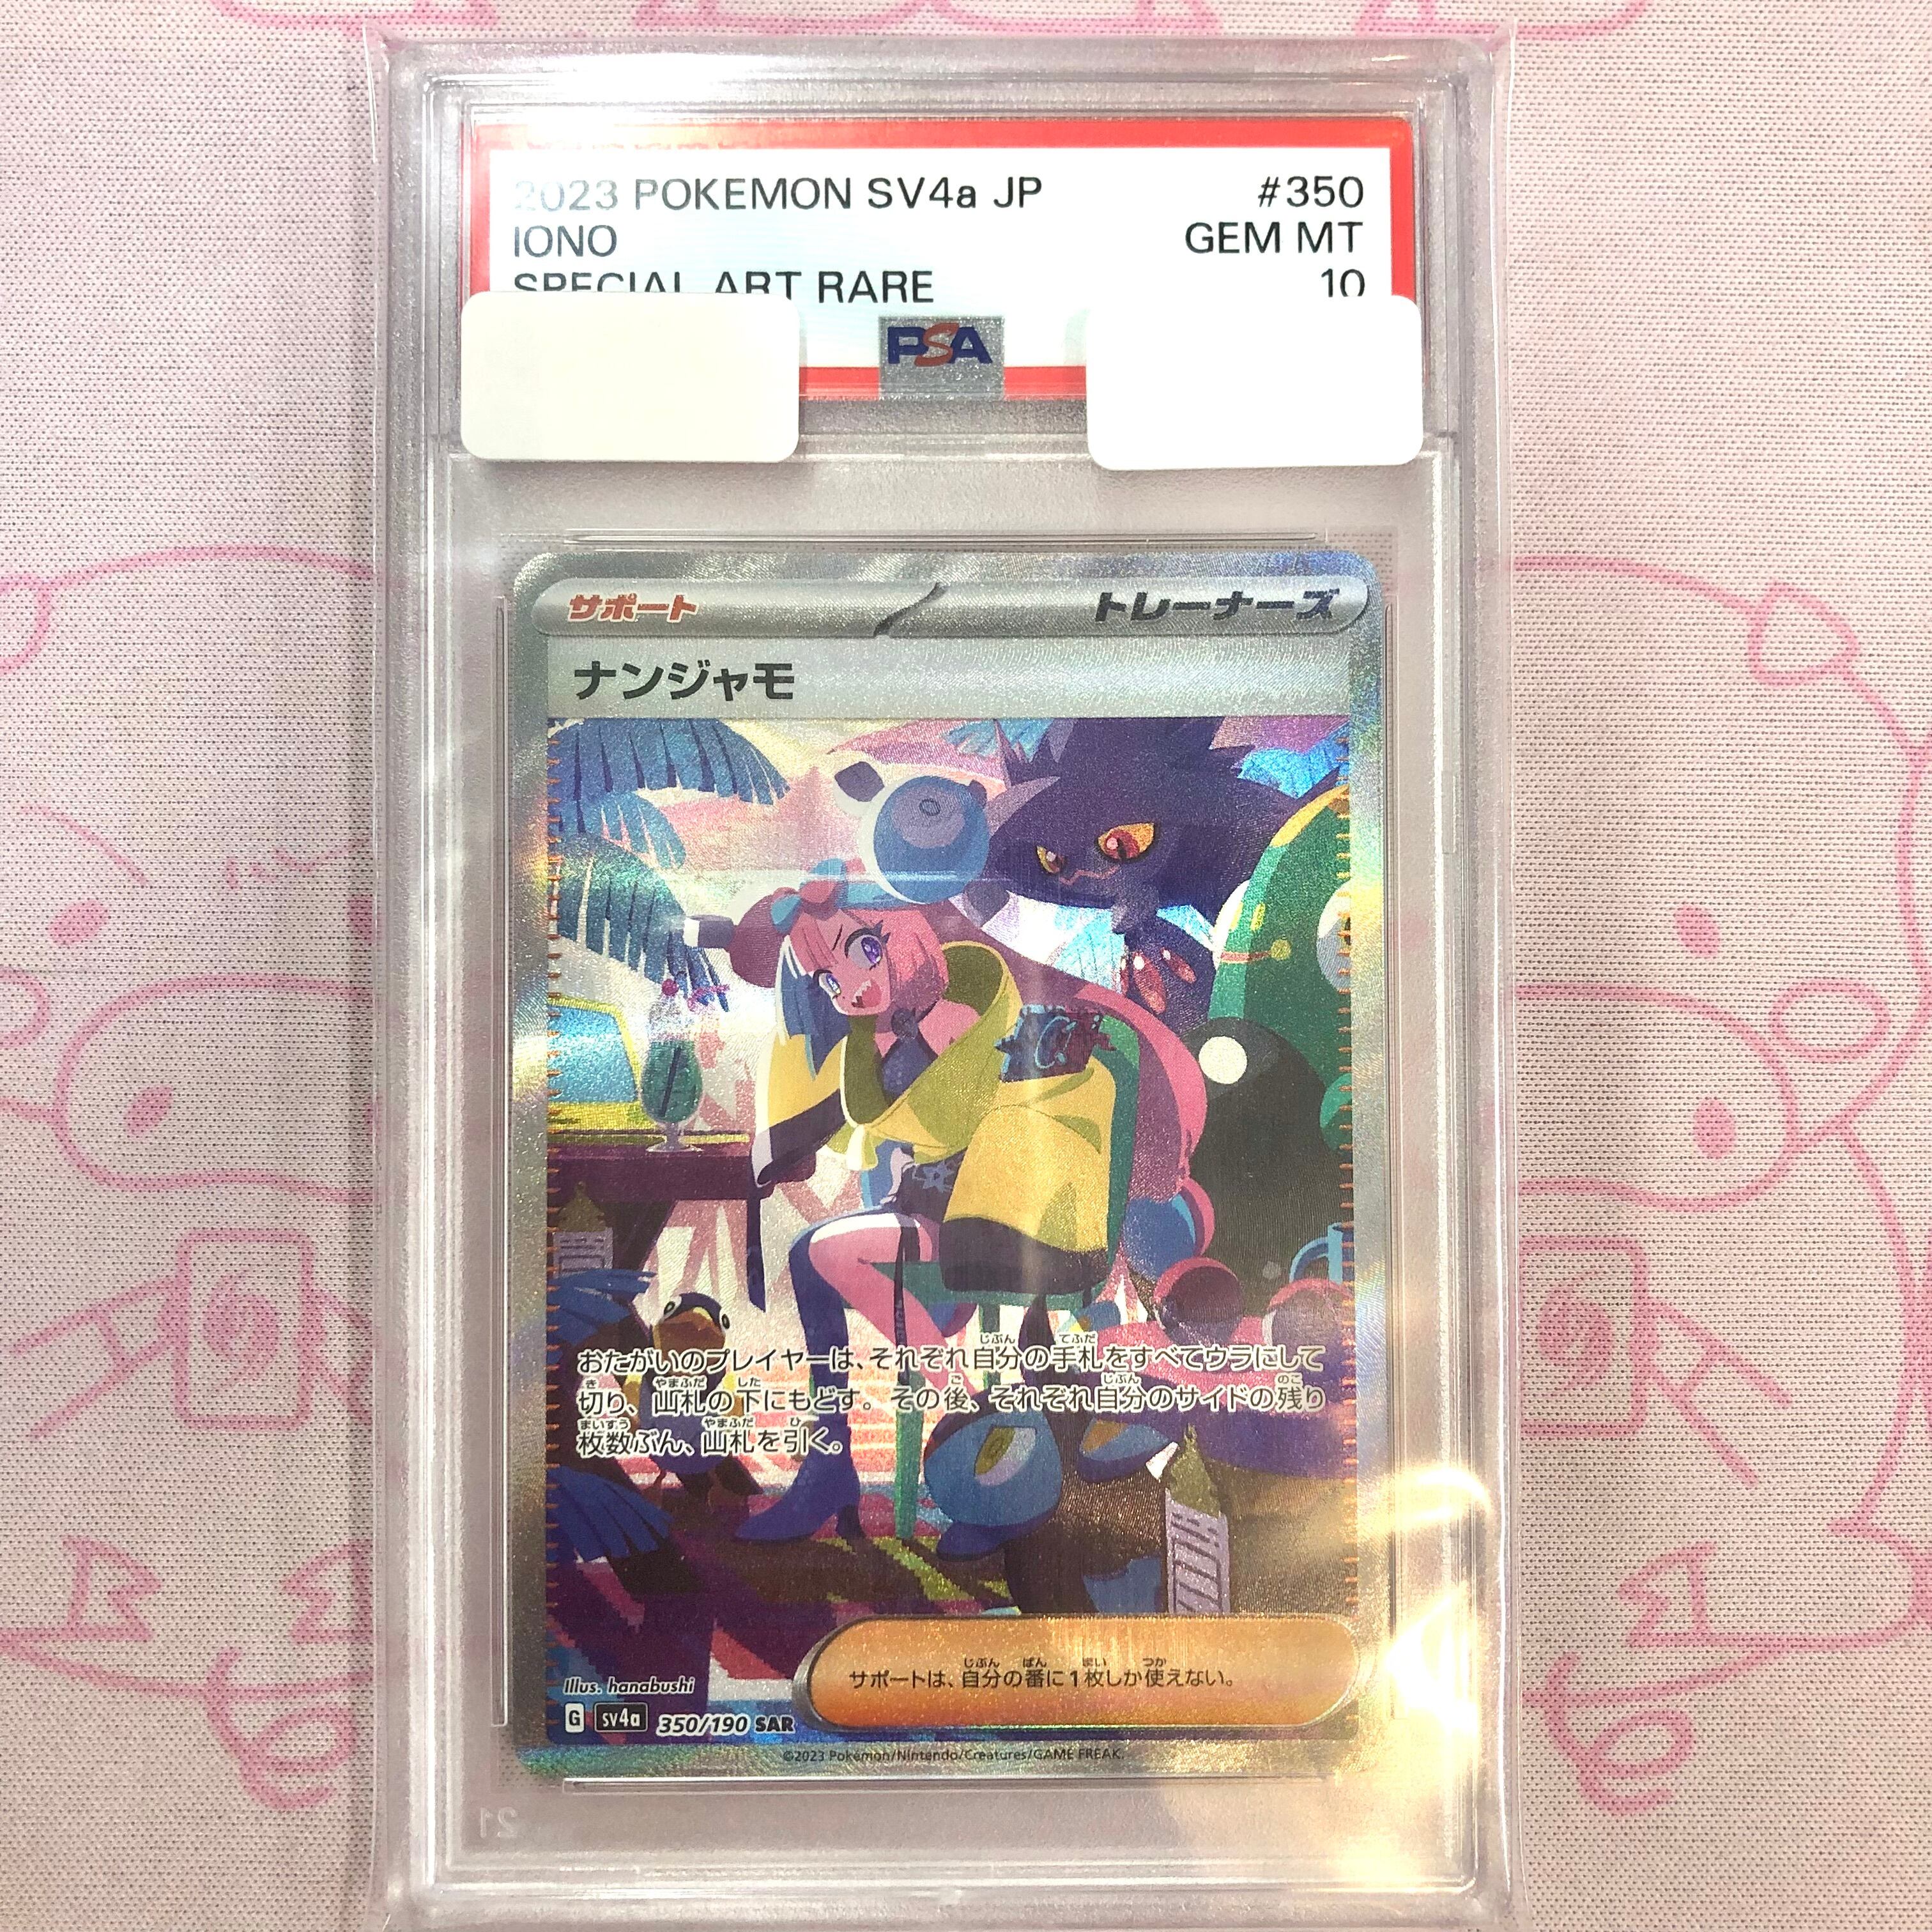 2023 POKEMON SV4a JP #350
IONO GEM MT
SPECIAL ART RARE 10
PSA
サポート トレーナーズ
ナンジャモ
おたがいのプレイヤーは、それぞれ自分の手札をすべてウラにして
切り、山札の下にもどす。その後、それぞれ自分のサイドの残り
枚数ぶん、山札を引く。
サポートは、自分の番に1枚しか使えない。
Illus. hanabushi
G sv4a 350/190 SAR
©2023 Pokémon/Nintendo/Creatures/GAME FREAK.
21